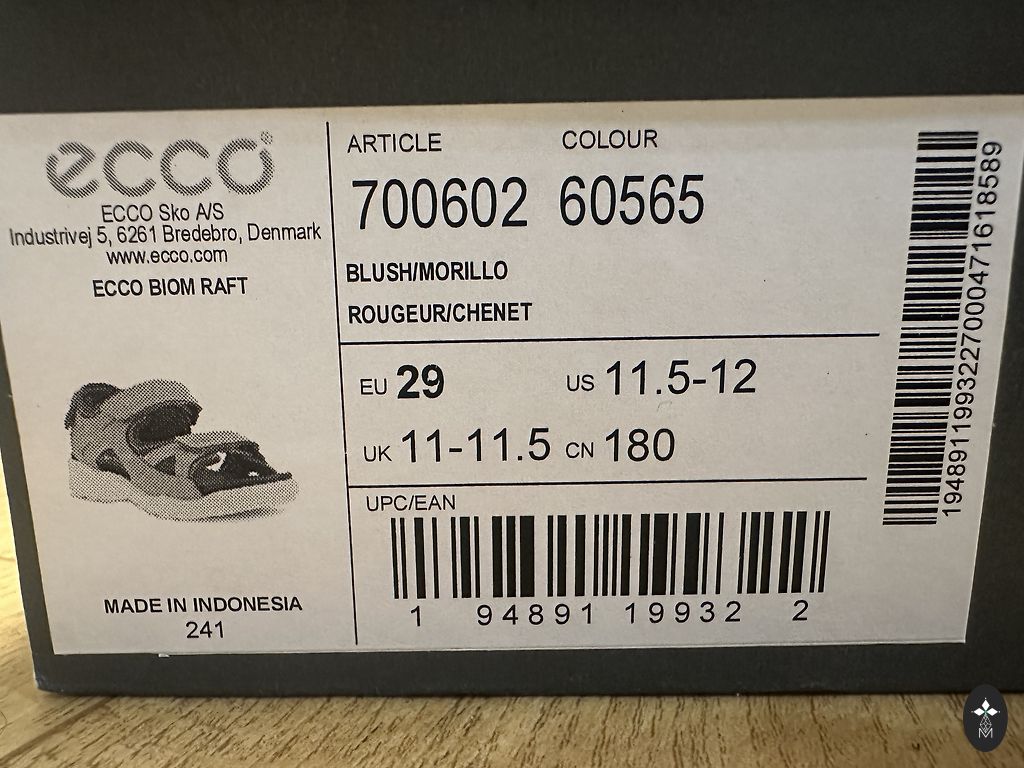 ecco®
ECCO Sko A/S
Industrivej 5, 6261 Bredebro, Denmark
www.ecco.com
ECCO BIOM RAFT
MADE IN INDONESIA
241
ARTICLE COLOUR
700602 60565
BLUSH/MORILLO
ROUGEUR/CHENET
EU 29 US 11.5-12
UK 11-11.5 CN 180
UPC/EAN
1 94891 19932 2
19489119932270004716185​89
M